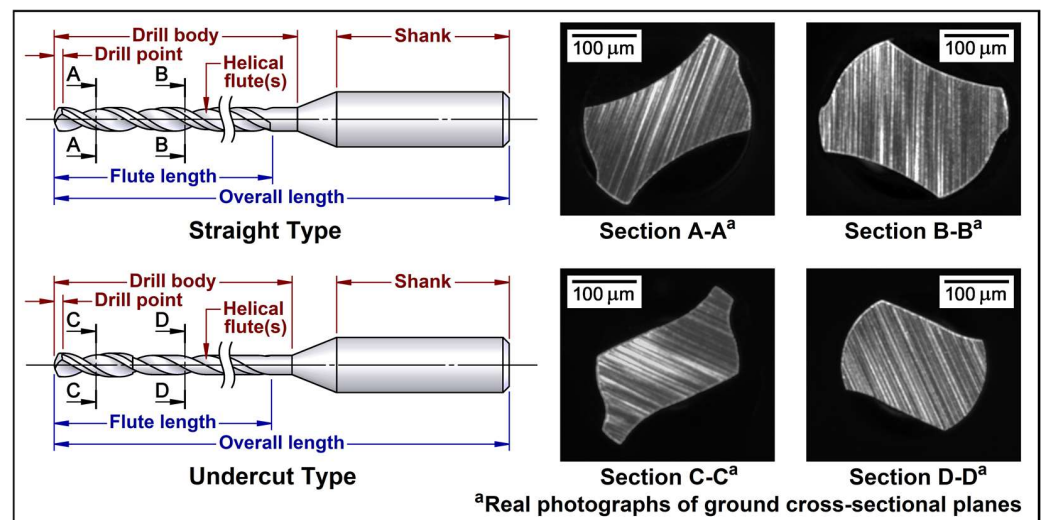 Drill body
Shank
Drill point
Helical
flute(s)
A
B
A
B
Flute length
Overall length
Straight Type
100 µm
Section A-Aª
100 µm
Section B-Bª
Drill body
Shank
Drill point
Helical
flute(s)
C
D
C
D
Flute length
Overall length
Undercut Type
100 µm
Section C-Cª
100 µm
Section D-Dª
ªReal photographs of ground cross-sectional planes